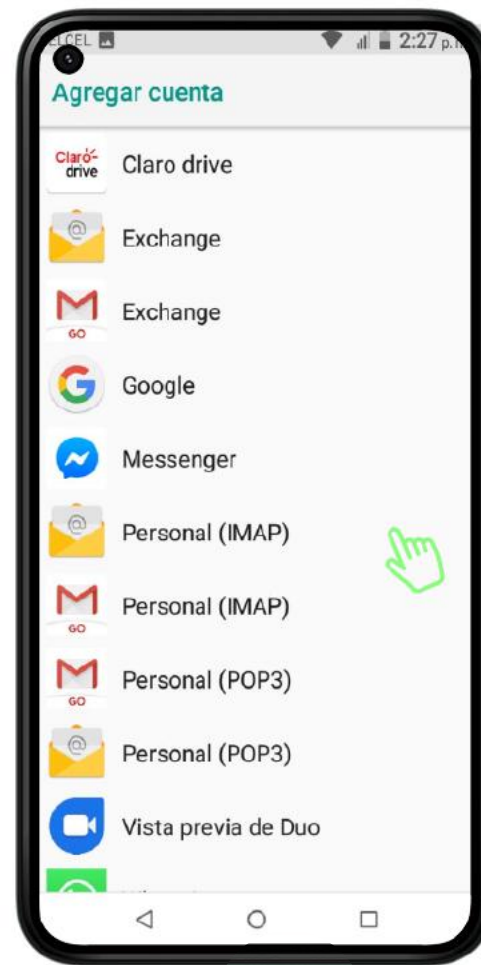 2:27 p.
Agregar cuenta
Claro-
drive
Claro drive
@
Exchange
GO
Exchange
G
Google
Messenger
@
Personal (IMAP)
GO
Personal (IMAP)
GO
Personal (POP3)
@
Personal (POP3)
Vista previa de Duo